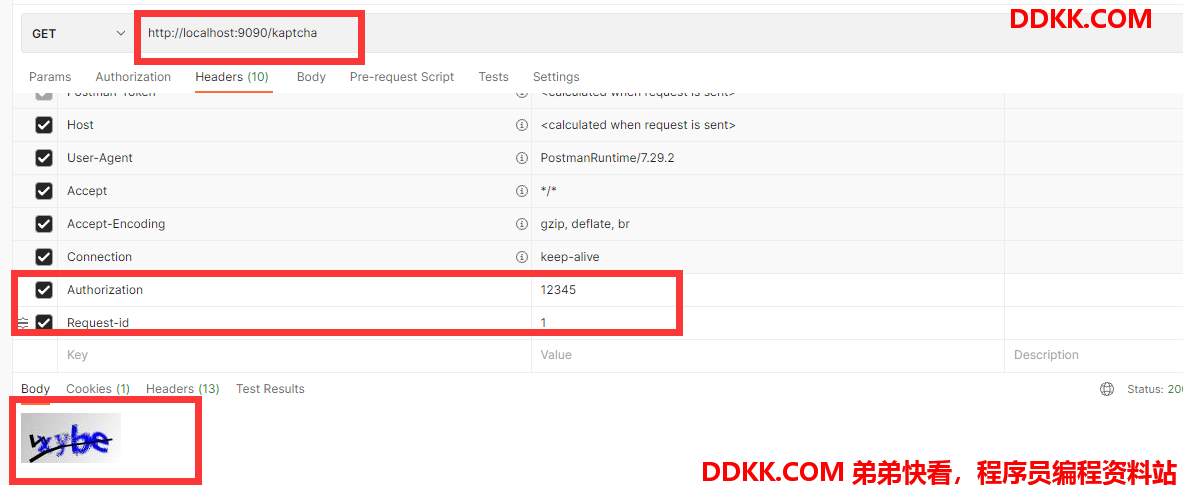 DDKK.COM
GET
http://localhost:9090/kaptcha
Params Authorization Headers (10) Body Pre-request Script Tests Settings
Postman-Token <calculated when request is sent>
Host <calculated when request is sent>
User-Agent PostmanRuntime/7.29.2
Accept */*
Accept-Encoding gzip, deflate, br
Connection keep-alive
Authorization 12345
Request-id 1
Key Value Description
Body Cookies (1) Headers (13) Test Results Status: 200
DDKK.COM 弟弟快看，程序员编程资料站